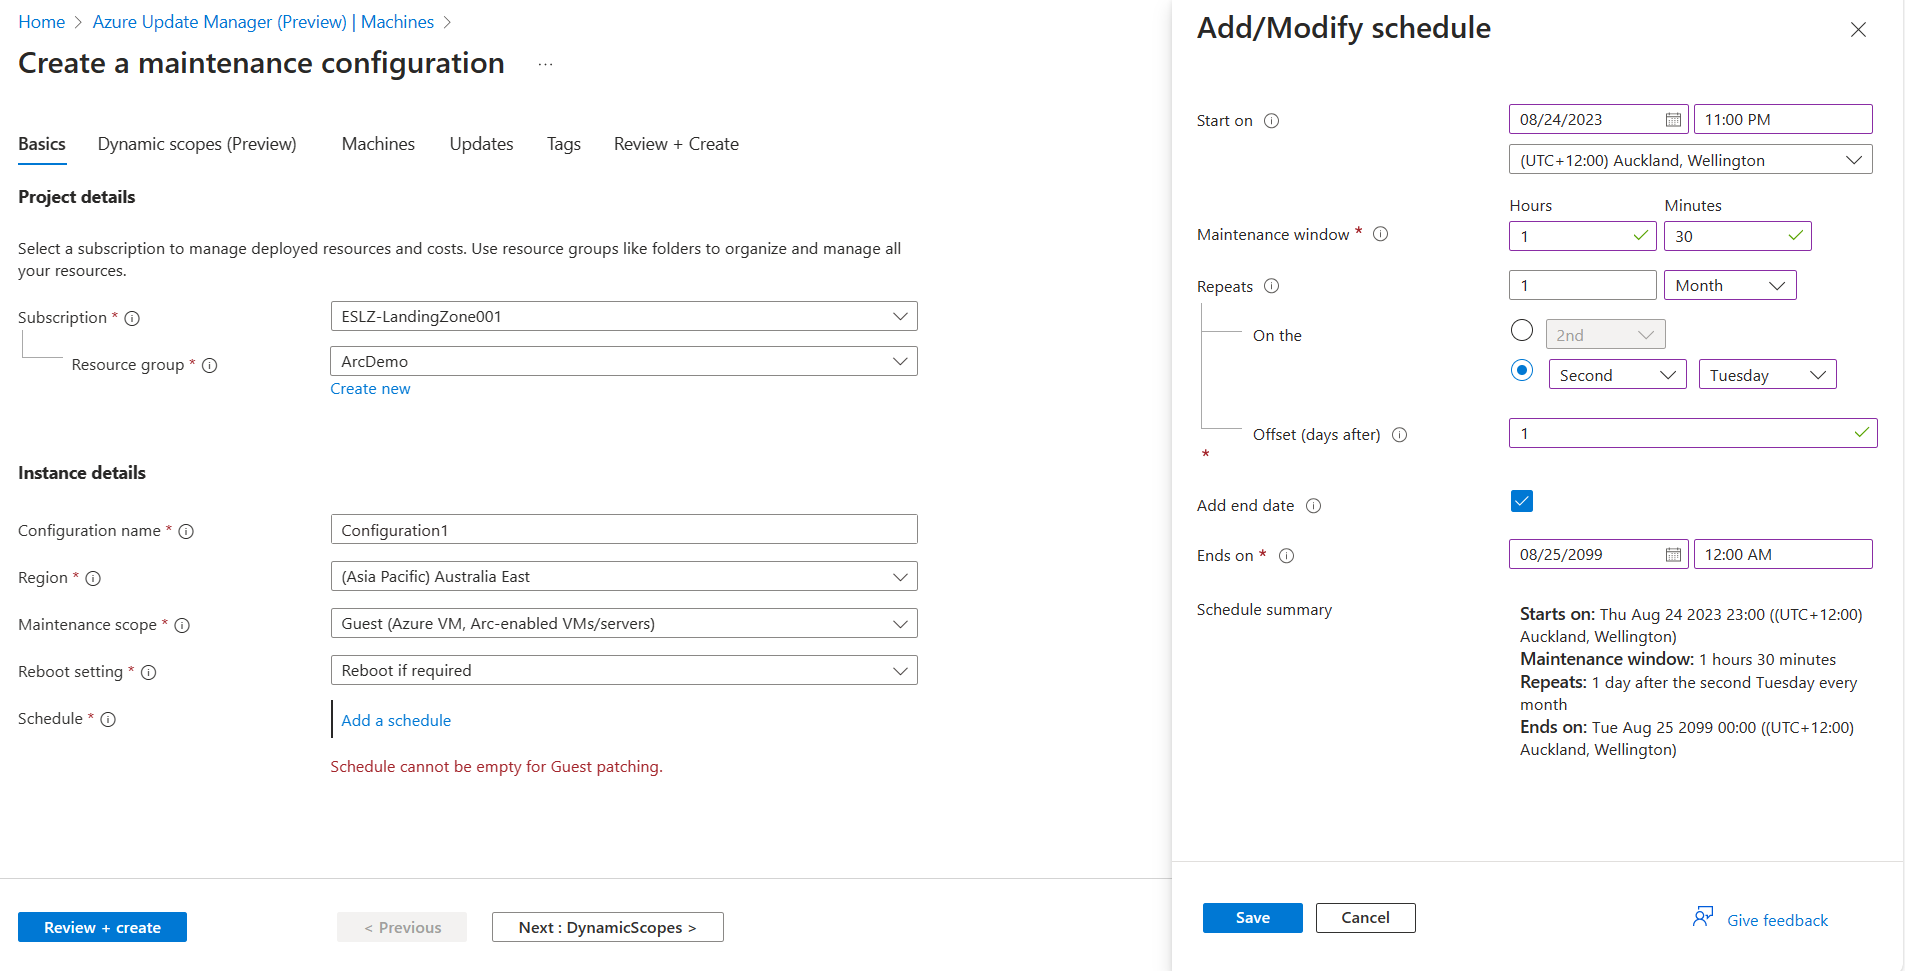 Home > Azure Update Manager (Preview) | Machines >
Create a maintenance configuration ...
Basics Dynamic scopes (Preview) Machines Updates Tags Review + Create
Project details
Select a subscription to manage deployed resources and costs. Use resource groups like folders to organize and manage all
your resources.
Subscription *
ESLZ-LandingZone001
Resource group *
ArcDemo
Create new
Instance details
Configuration name *
Configuration1
Region *
(Asia Pacific) Australia East
Maintenance scope *
Guest (Azure VM, Arc-enabled VMs/servers)
Reboot setting *
Reboot if required
Schedule *
Add a schedule
Schedule cannot be empty for Guest patching.
Review + create
< Previous
Next : DynamicScopes >
Add/Modify schedule
Start on
08/24/2023 11:00 PM
(UTC+12:00) Auckland, Wellington
Hours Minutes
Maintenance window *
1 30
Repeats
1 Month
On the
2nd
Second Tuesday
Offset (days after)
*
1
Add end date
Ends on *
08/25/2099 12:00 AM
Schedule summary
Starts on: Thu Aug 24 2023 23:00 ((UTC+12:00)
Auckland, Wellington)
Maintenance window: 1 hours 30 minutes
Repeats: 1 day after the second Tuesday every
month
Ends on: Tue Aug 25 2099 00:00 ((UTC+12:00)
Auckland, Wellington)
Save
Cancel
Give feedback